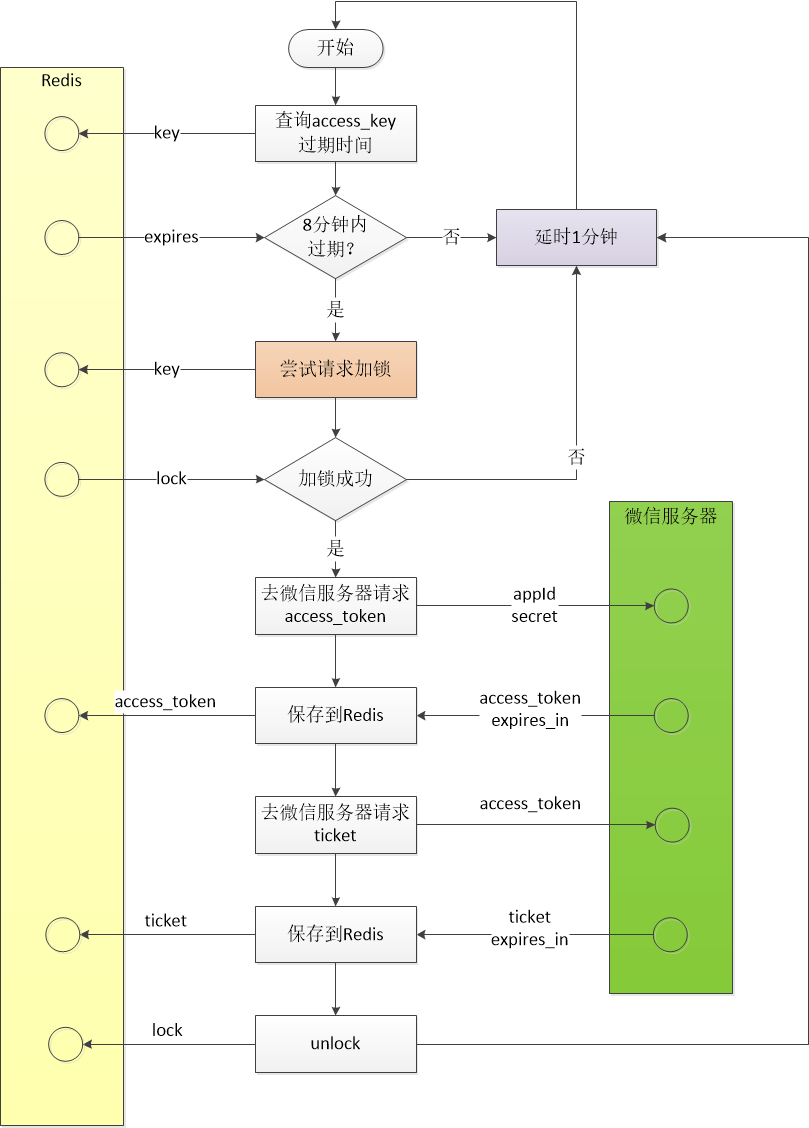 开始
Redis
查询access_key
过期时间
key
8分钟内
过期?
expires
否
延时1分钟
是
尝试请求加锁
key
加锁成功
lock
否
是
微信服务器
去微信服务器请求
access_token
appId
secret
保存到Redis
access_token
access_token
expires_in
去微信服务器请求
ticket
access_token
保存到Redis
ticket
ticket
expires_in
unlock
lock